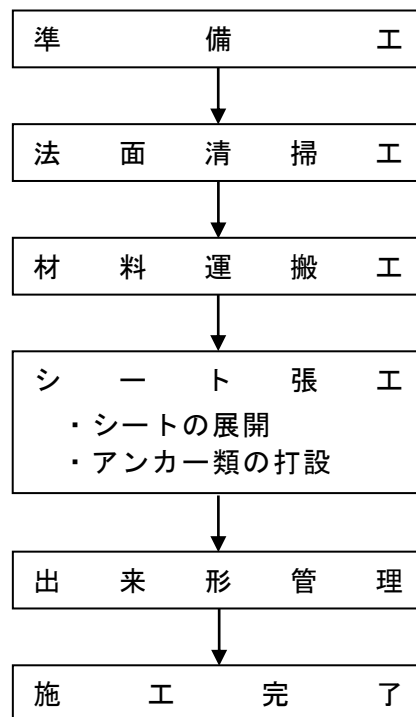 準備工
法面清掃工
材料運搬工
シート張工
・シートの展開
・アンカー類の打設
出来形管理
施工完了